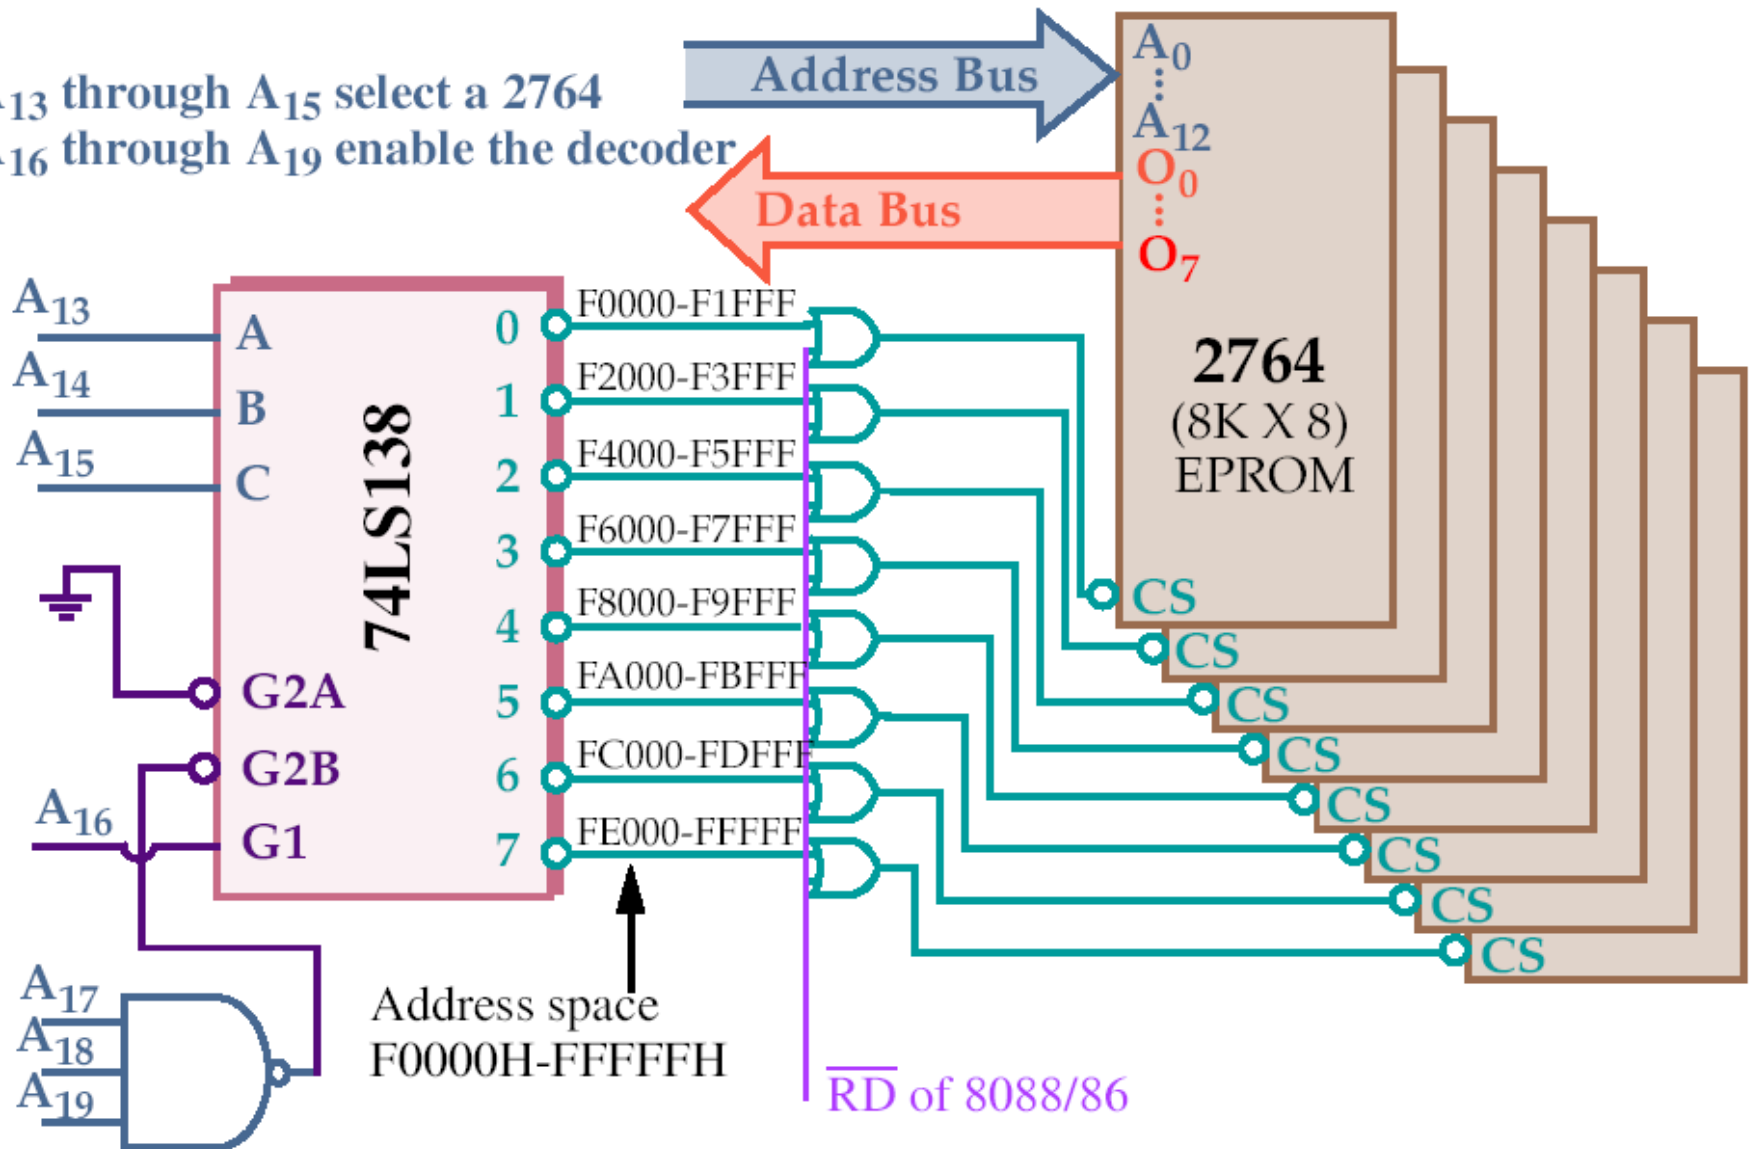 A13 through A15 select a 2764
A16 through A19 enable the decoder
Address Bus
Data Bus
A0
⋮
A12
O0
⋮
O7
2764
(8K X 8)
EPROM
CS
CS
CS
CS
CS
CS
CS
CS
A13
A14
A15
A
B
C
74LS138
G2A
G2B
G1
A16
0
1
2
3
4
5
6
7
F0000-F1FFF
F2000-F3FFF
F4000-F5FFF
F6000-F7FFF
F8000-F9FFF
FA000-FBFFF
FC000-FDFFF
FE000-FFFFF
A17
A18
A19
Address space
F0000H-FFFFFH
R̅D̅ of 8088/86